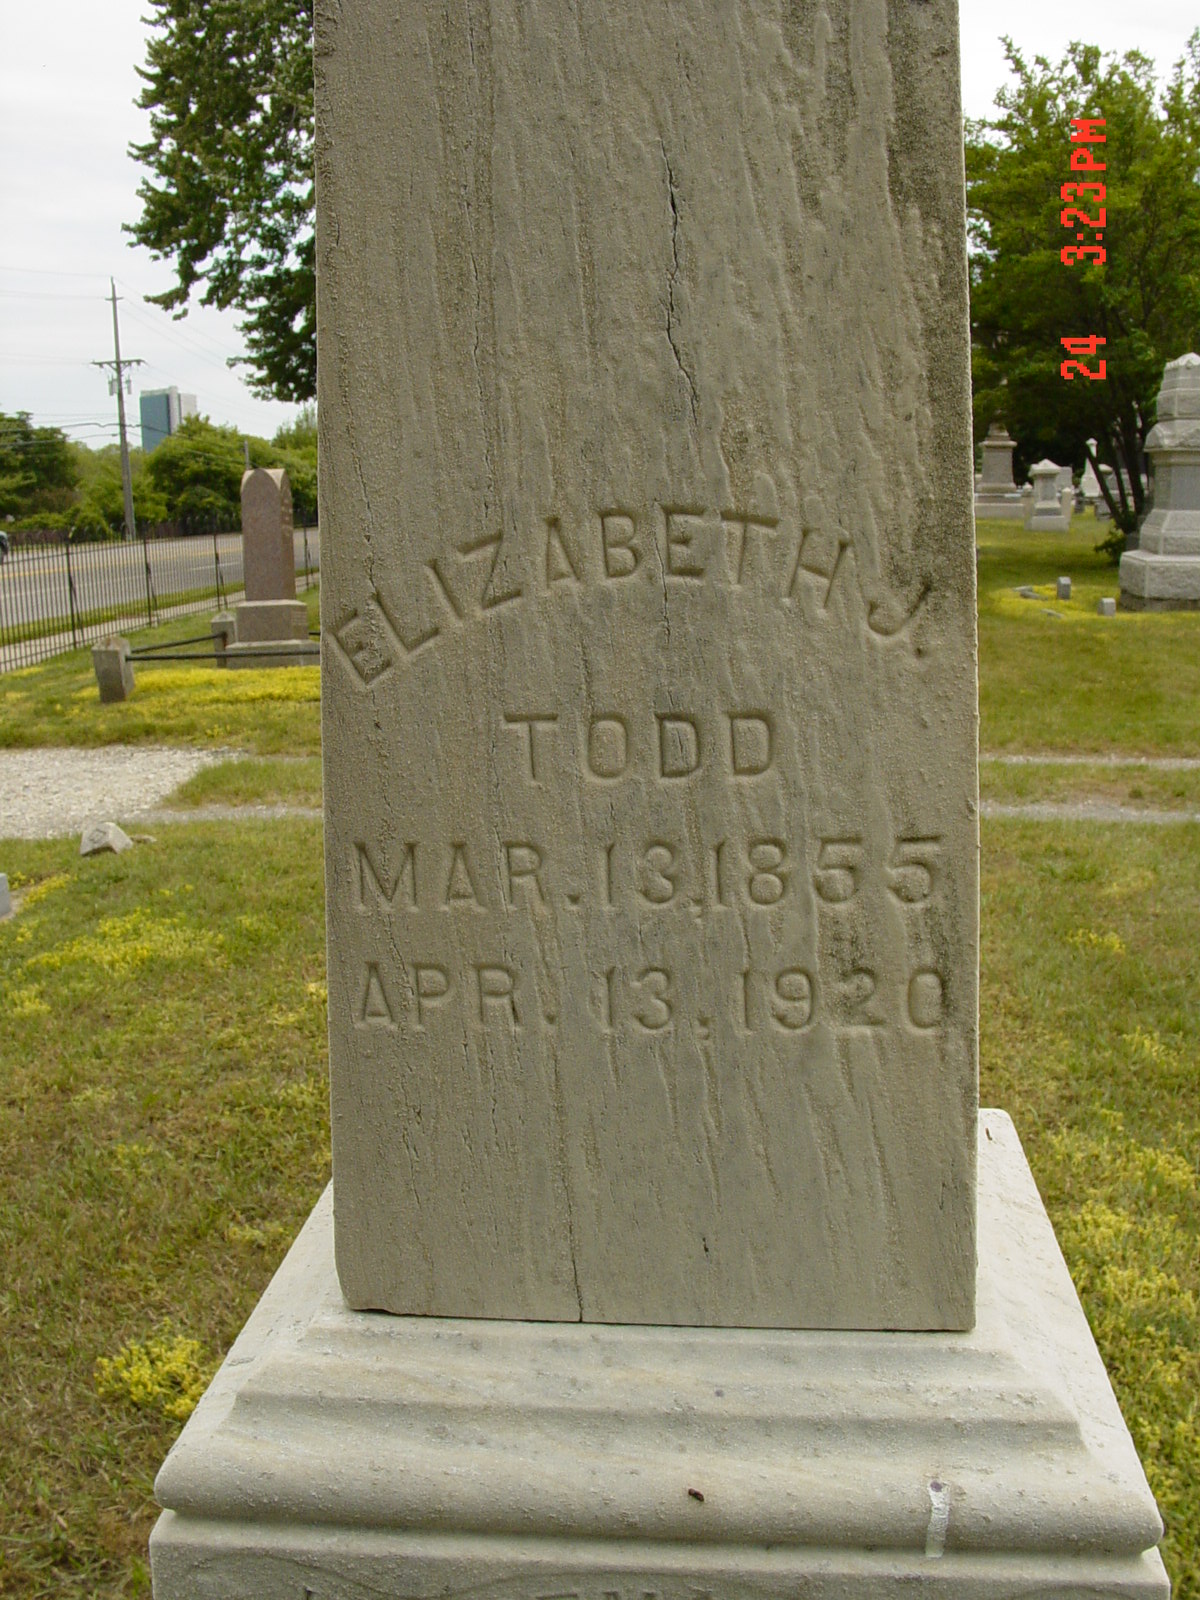 ELIZABETH J.
TODD
MAR. 13, 1855
APR. 13, 1920
24 3:23 PM